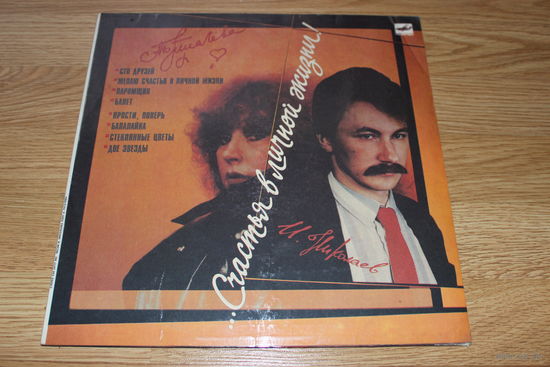 А. Пугачева
СТО ДРУЗЕЙ
ЖЕЛАЮ СЧАСТЬЯ В ЛИЧНОЙ ЖИЗНИ
ПАРОМЩИК
БАЛЕТ
ПРОСТИ, ПОВЕРЬ
БАЛАЛАЙКА
СТЕКЛЯННЫЕ ЦВЕТЫ
ДВЕ ЗВЕЗДЫ
...Счастья в личной жизни!
И. Николаев